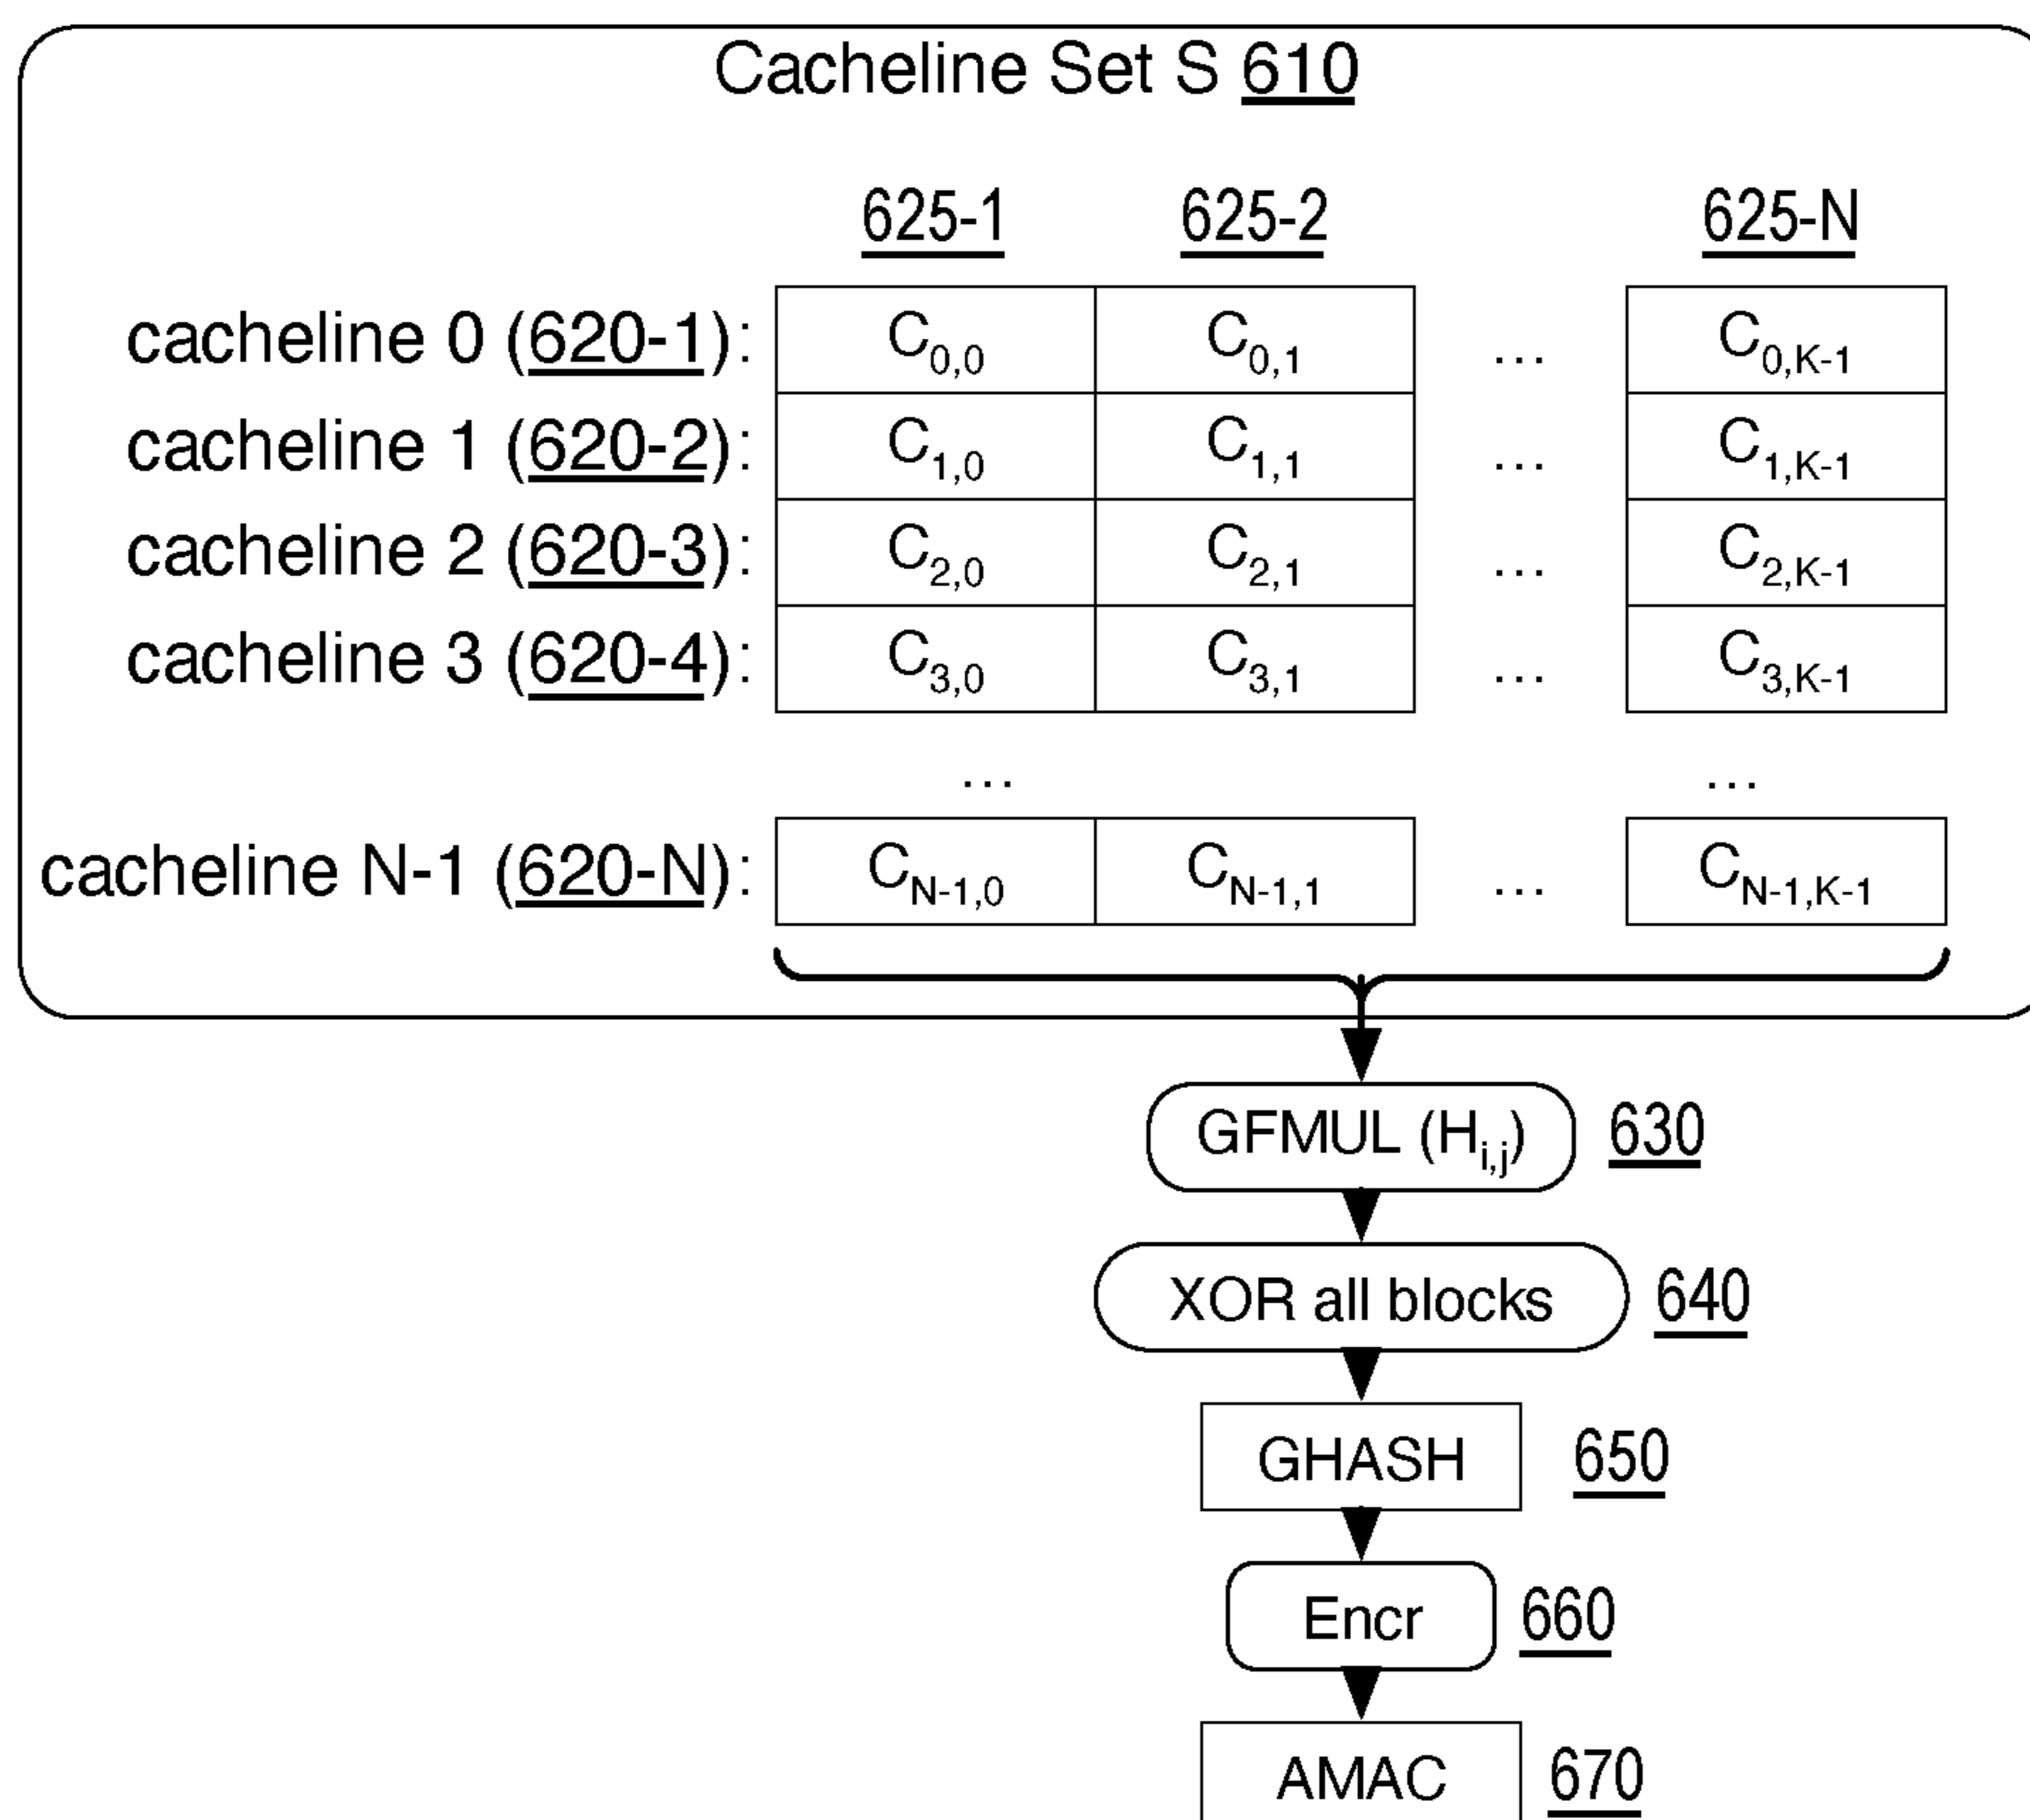 Cacheline Set S 610
625-1 625-2 625-N
cacheline 0 (620-1): C0,0 C0,1 ... C0,K-1
cacheline 1 (620-2): C1,0 C1,1 ... C1,K-1
cacheline 2 (620-3): C2,0 C2,1 ... C2,K-1
cacheline 3 (620-4): C3,0 C3,1 ... C3,K-1
... ...
cacheline N-1 (620-N): CN-1,0 CN-1,1 ... CN-1,K-1
GFMUL (Hi,j) 630
XOR all blocks 640
GHASH 650
Encr 660
AMAC 670